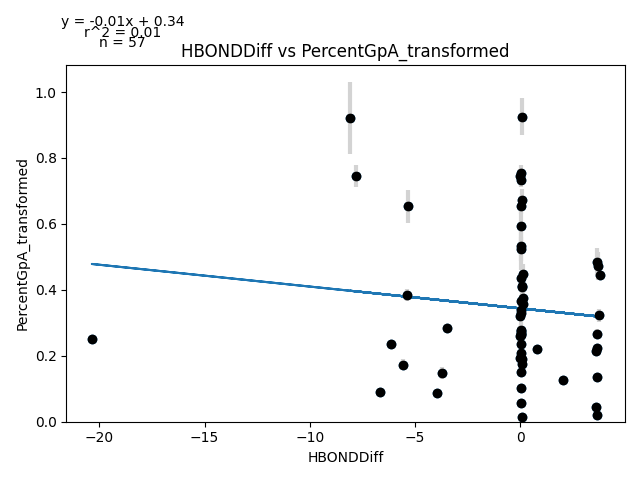 y = -0.01x + 0.34
r^2 = 0.01
n = 57
HBONDDiff vs PercentGpA_transformed
PercentGpA_transformed
1.0
0.8
0.6
0.4
0.2
0.0
−20
−15
−10
−5
0
HBONDDiff